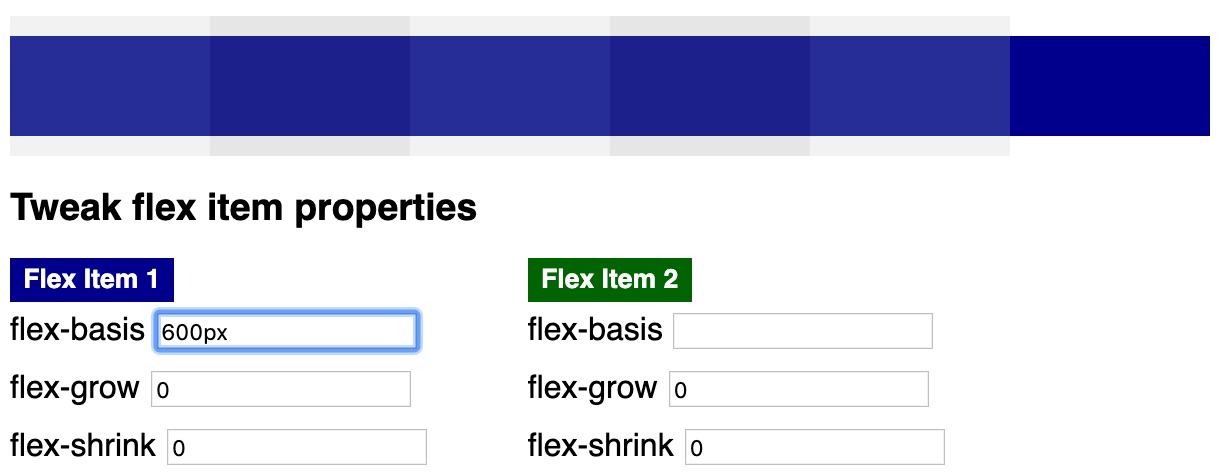 Tweak flex item properties
Flex Item 1
flex-basis 600px
flex-grow 0
flex-shrink 0
Flex Item 2
flex-basis
flex-grow 0
flex-shrink 0